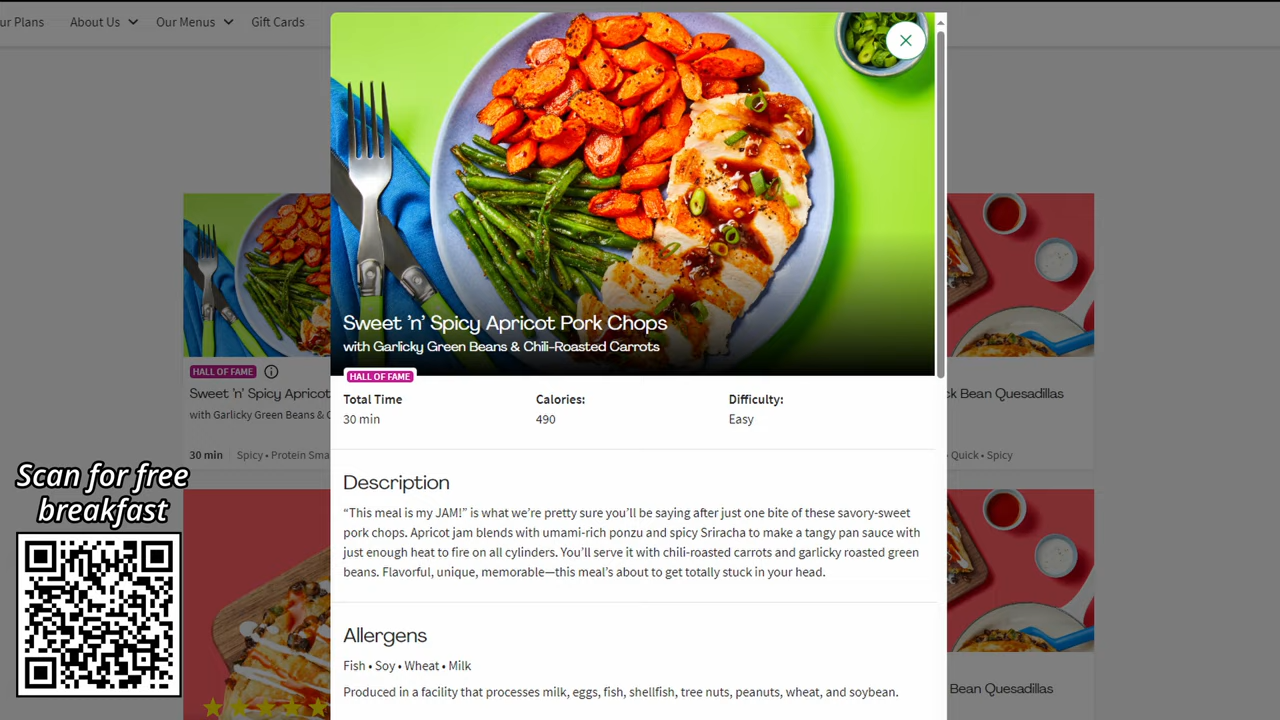 ur Plans
About Us
Our Menus
Gift Cards
Sweet 'n' Spicy Apricot Pork Chops
with Garlicky Green Beans & Chili-Roasted Carrots
HALL OF FAME
Total Time
Calories:
Difficulty:
30 min
490
Easy
Description
“This meal is my JAM!” is what we’re pretty sure you’ll be saying after just one bite of these savory-sweet
pork chops. Apricot jam blends with umami-rich ponzu and spicy Sriracha to make a tangy pan sauce with
just enough heat to fire on all cylinders. You’ll serve it with chili-roasted carrots and garlicky roasted green
beans. Flavorful, unique, memorable—this meal’s about to get totally stuck in your head.
Allergens
Fish • Soy • Wheat • Milk
Produced in a facility that processes milk, eggs, fish, shellfish, tree nuts, peanuts, wheat, and soybean.
HALL OF FAME
Sweet 'n' Spicy Apricot
with Garlicky Green Beans &
30 min
Spicy • Protein Sma
ck Bean Quesadillas
• Quick • Spicy
Bean Quesadillas
Scan for free
breakfast